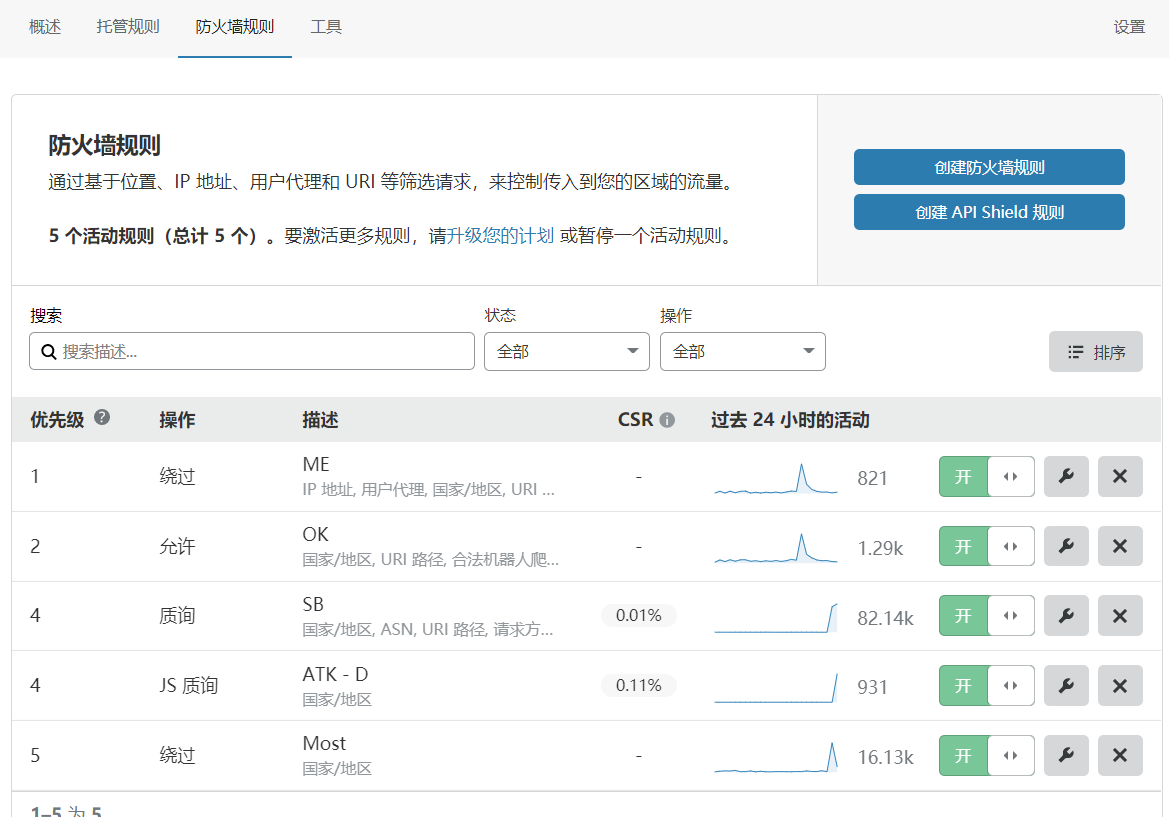 概述 托管规则 防火墙规则 工具 设置
防火墙规则
通过基于位置、IP 地址、用户代理和 URI 等筛选请求，来控制传入到您的区域的流量。
5 个活动规则（总计 5 个）。要激活更多规则，请升级您的计划 或暂停一个活动规则。
创建防火墙规则
创建 API Shield 规则
搜索 状态 操作
搜索描述... 全部 全部 排序
优先级 操作 描述 CSR 过去 24 小时的活动
1 绕过 ME - 821 开
IP 地址, 用户代理, 国家/地区, URI ...
2 允许 OK - 1.29k 开
国家/地区, URI 路径, 合法机器人爬...
4 质询 SB 0.01% 82.14k 开
国家/地区, ASN, URI 路径, 请求方...
4 JS 质询 ATK - D 0.11% 931 开
国家/地区
5 绕过 Most - 16.13k 开
国家/地区
1–5 为 5